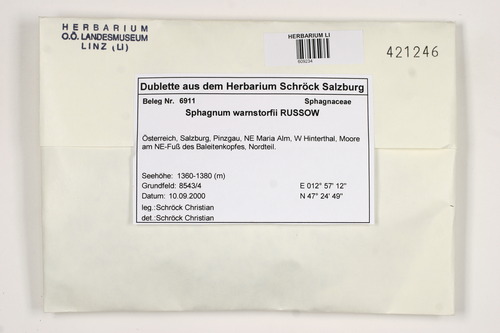 HERBARIUM
O.Ö. LANDESMUSEUM
LINZ (LI)
HERBARIUM LI
609234
421246
Dublette aus dem Herbarium Schröck Salzburg
Beleg Nr. 6911 Sphagnaceae
Sphagnum warnstorfii RUSSOW
Österreich, Salzburg, Pinzgau, NE Maria Alm, W Hinterthal, Moore
am NE-Fuß des Baleitenkopfes, Nordteil.
Seehöhe: 1360-1380 (m)
Grundfeld: 8543/4 E 012° 57' 12"
Datum: 10.09.2000 N 47° 24' 49"
leg.:Schröck Christian
det.:Schröck Christian